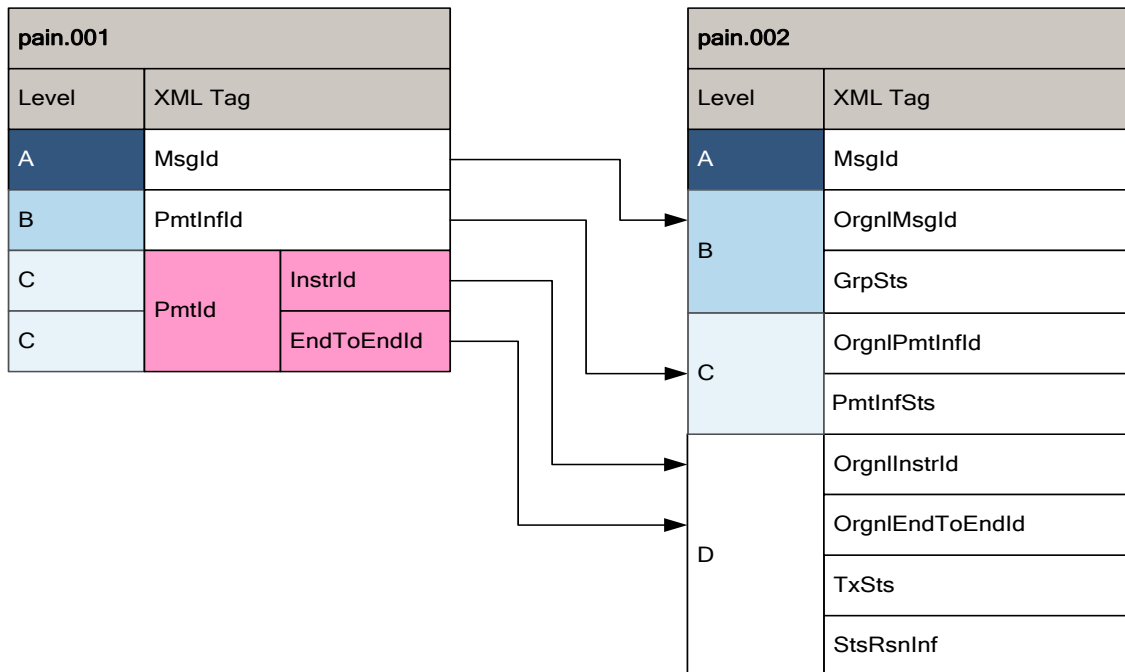 pain.001
Level XML Tag
A MsgId
B PmtInfId
C PmtId InstrId
C EndToEndId
pain.002
Level XML Tag
A MsgId
B OrgnlMsgId
GrpSts
C OrgnlPmtInfId
PmtInfSts
D OrgnlInstrId
OrgnlEndToEndId
TxSts
StsRsnInf